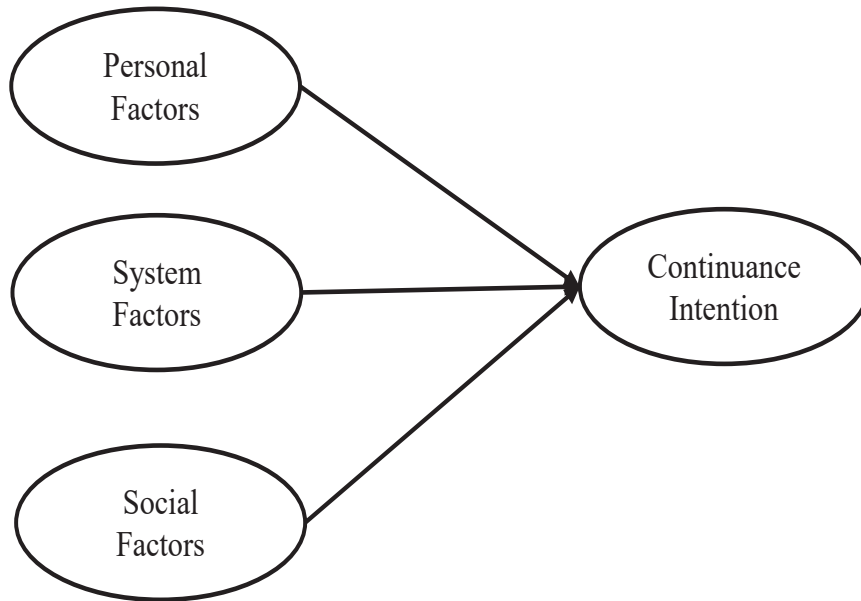 Personal
Factors
System
Factors
Continuance
Intention
Social
Factors